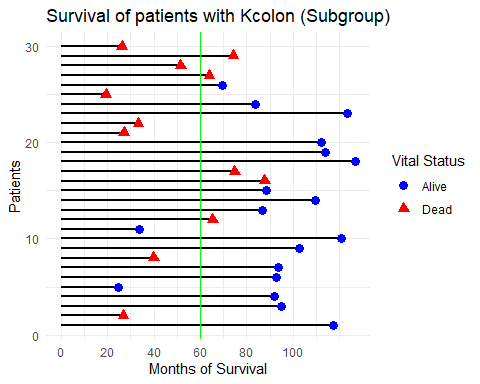 Survival of patients with Kcolon (Subgroup)
30
20
10
0
Patients
0 20 40 60 80 100
Months of Survival
Vital Status
Alive
Dead